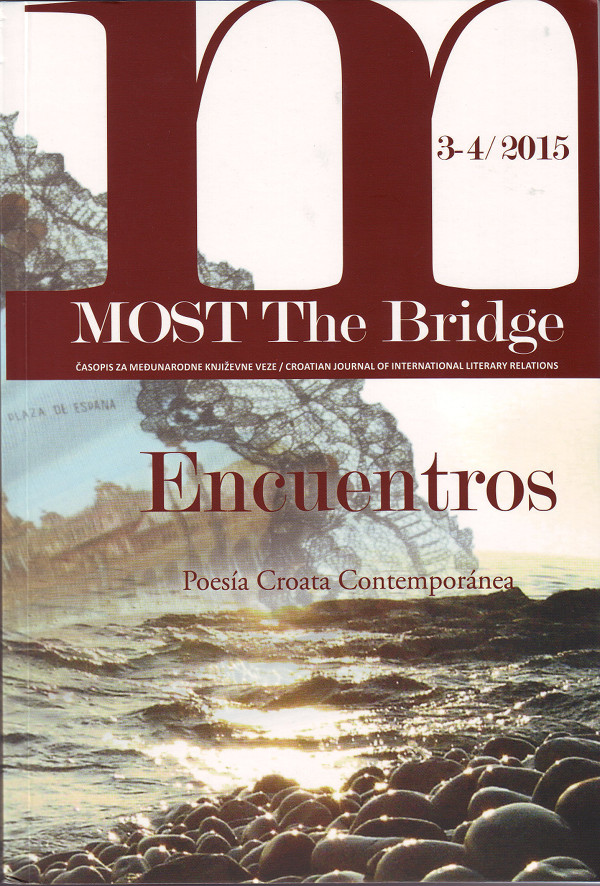 m
3-4/2015
MOST The Bridge
ČASOPIS ZA MEĐUNARODNE KNJIŽEVNE VEZE / CROATIAN JOURNAL OF INTERNATIONAL LITERARY RELATIONS
PLAZA DE ESPAÑA
Encuentros
Poesía Croata Contemporánea